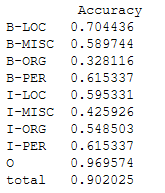 Accuracy
B-LOC 0.704436
B-MISC 0.589744
B-ORG 0.328116
B-PER 0.615337
I-LOC 0.595331
I-MISC 0.425926
I-ORG 0.548503
I-PER 0.615337
O 0.969574
total 0.902025